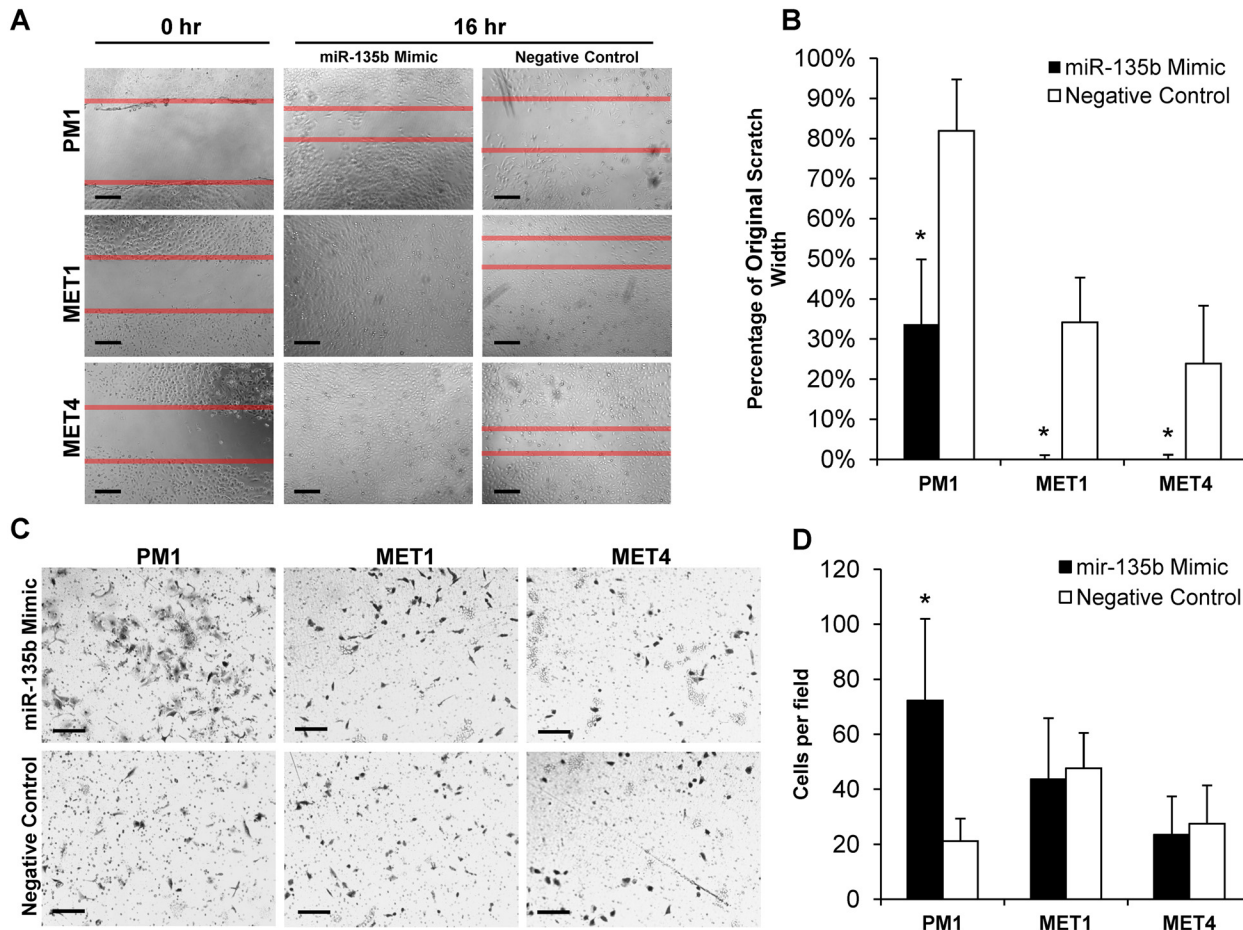 A
0 hr
16 hr
miR-135b Mimic
Negative Control
PM1
MET1
MET4
B
Percentage of Original Scratch
Width
100%
90%
80%
70%
60%
50%
40%
30%
20%
10%
0%
miR-135b Mimic
Negative Control
*
*
*
PM1
MET1
MET4
C
PM1
MET1
MET4
miR-135b Mimic
Negative Control
D
Cells per field
120
100
80
60
40
20
0
mir-135b Mimic
Negative Control
*
PM1
MET1
MET4